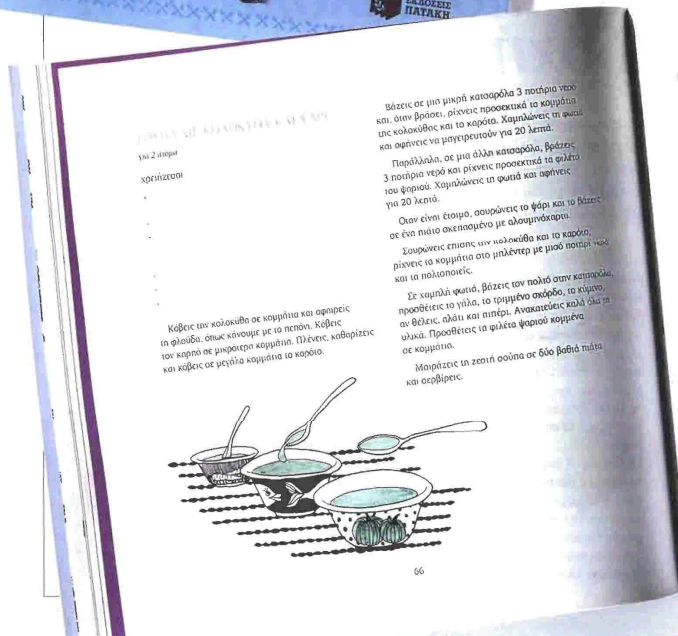 ΕΚΔΟΣΕΙΣ
ΠΑΤΑΚΗ
για 2 άτομα
χρειάζεσαι
Κόβεις την κολοκύθα σε κομμάτια και αφαιρείς
τη φλούδα, όπως κάνουμε με το πεπόνι. Κόβεις
τον καρπό σε μικρότερα κομμάτια. Πλένεις, καθαρίζεις
και κόβεις σε μεγάλα κομμάτια το καρότο.
Βάζεις σε μια μικρή κατσαρόλα 3 ποτήρια νερό
και, όταν βράσει, ρίχνεις προσεκτικά τα κομμάτια
της κολοκύθας και το καρότο. Χαμηλώνεις τη φωτιά
και αφήνεις να μαγειρευτούν για 20 λεπτά.
Παράλληλα, σε μια άλλη κατσαρόλα, βράζεις
3 ποτήρια νερό και ρίχνεις προσεκτικά τα φιλέτα
του ψαριού. Χαμηλώνεις τη φωτιά και αφήνεις
για 20 λεπτά.
Όταν είναι έτοιμο, σουρώνεις το ψάρι και το βάζεις
σε ένα πιάτο σκεπασμένο με αλουμινόχαρτο.
Σουρώνεις επίσης την κολοκύθα και το καρότο,
ρίχνεις τα κομμάτια στο μπλέντερ με μισό ποτήρι νερό
και τα πολτοποιείς.
Σε χαμηλή φωτιά, βάζεις τον πολτό στην κατσαρόλα,
προσθέτεις το γάλα, το τριμμένο σκόρδο, το κύμινο,
αν θέλεις, αλάτι και πιπέρι. Ανακατεύεις καλά όλα τα
υλικά. Προσθέτεις τα φιλέτα ψαριού κομμένα
σε κομμάτια.
Μοιράζεις τη ζεστή σούπα σε δύο βαθιά πιάτα
και σερβίρεις.
66